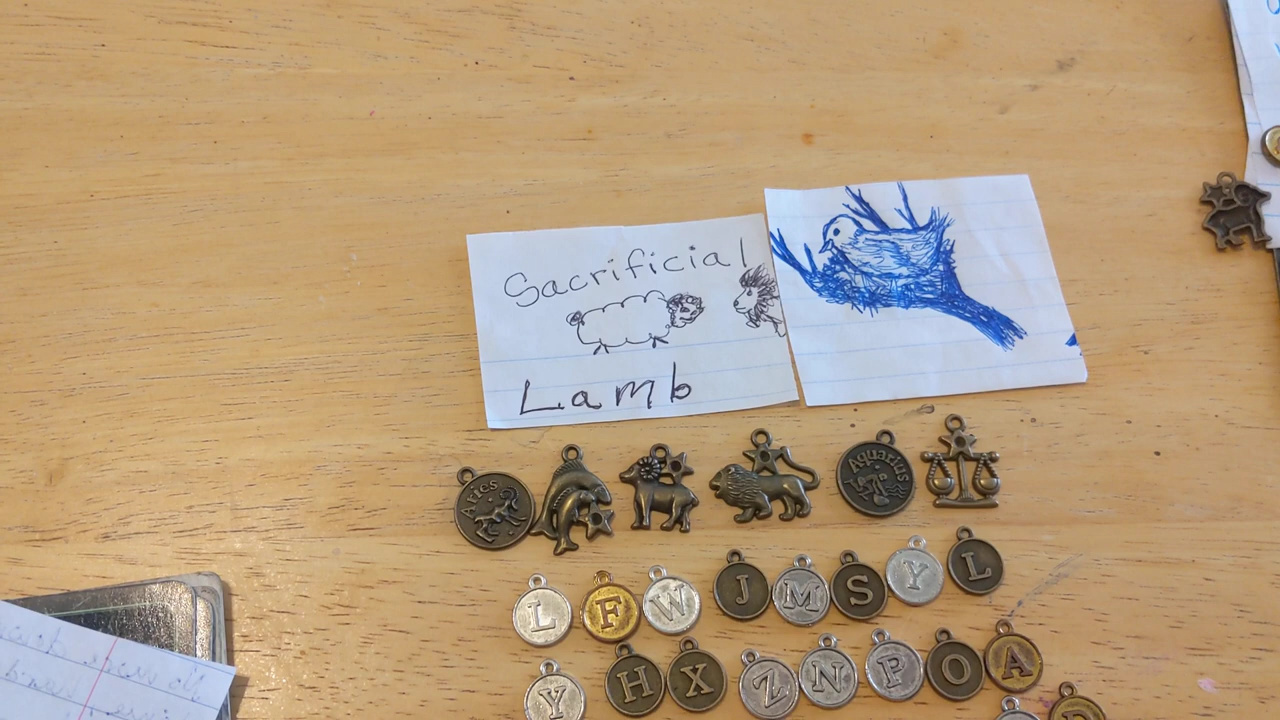 Sacrificial
Lamb
Aries
Aquarius
L F W J M S Y L
Y H X Z N P O A